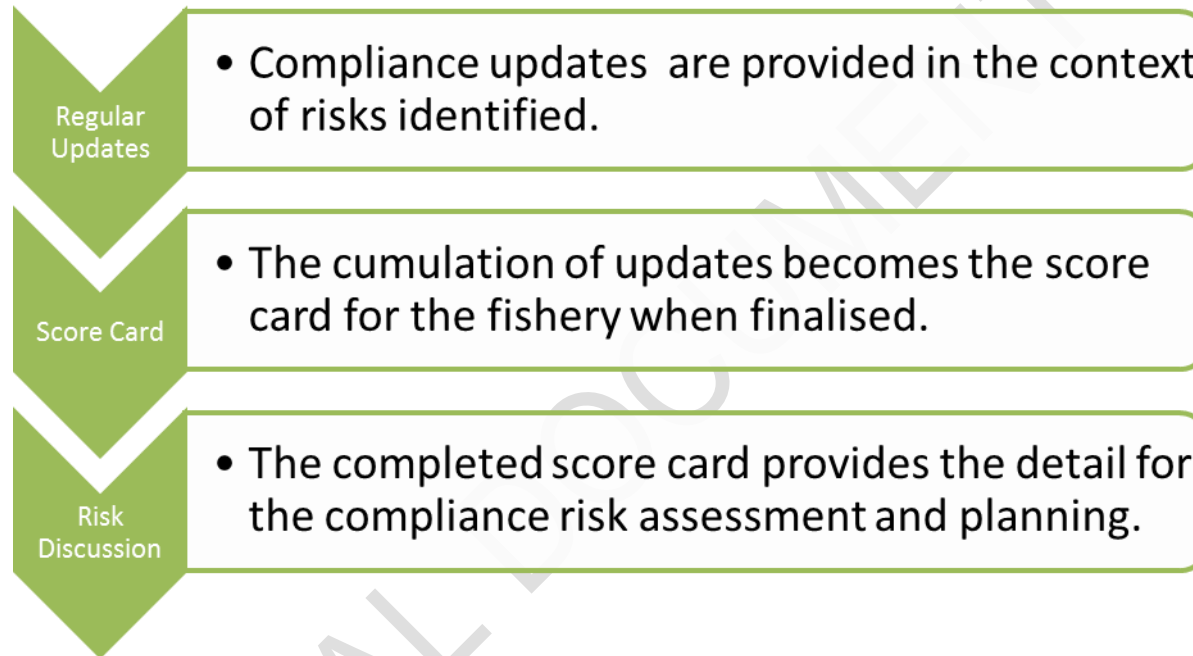 Regular
Updates
• Compliance updates are provided in the context
of risks identified.
Score Card
• The cumulation of updates becomes the score
card for the fishery when finalised.
Risk
Discussion
• The completed score card provides the detail for
the compliance risk assessment and planning.
AL DOCUMENT